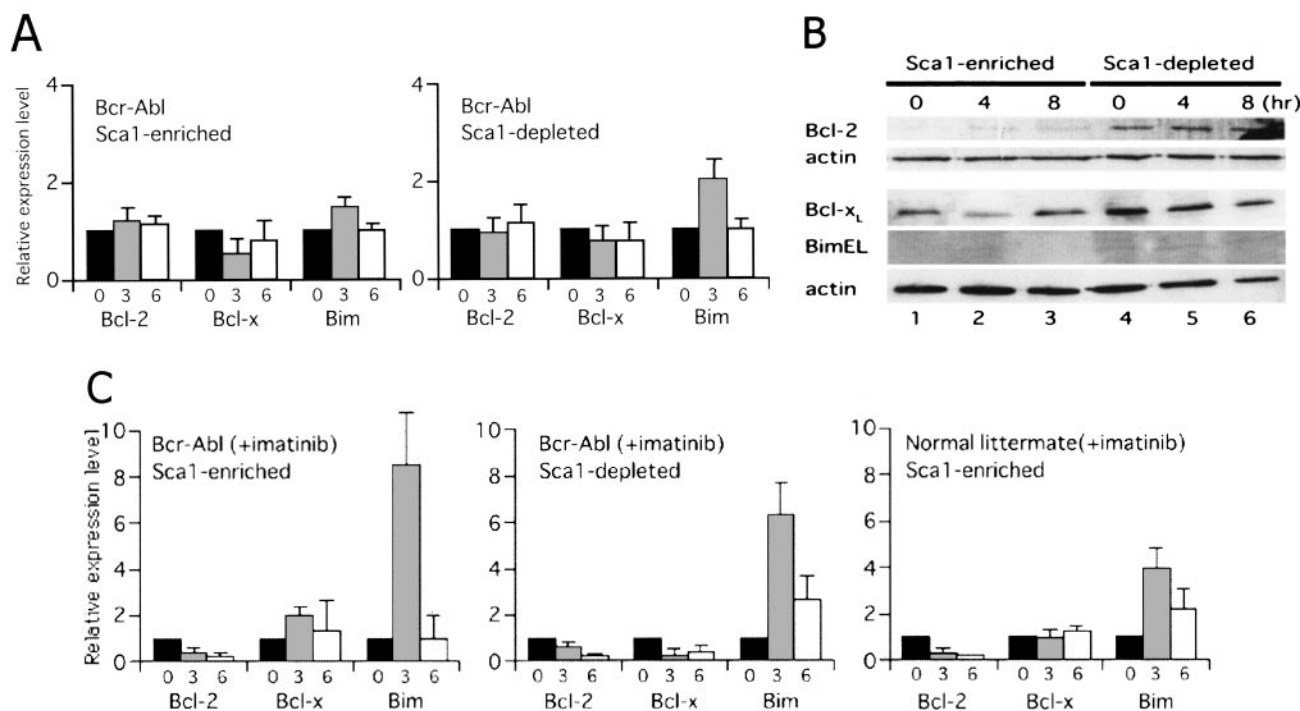 A
Relative expression level
4
2
0
Bcr-Abl
Sca1-enriched
0 3 6 0 3 6 0 3 6
Bcl-2 Bcl-x Bim
4
2
0
Bcr-Abl
Sca1-depleted
0 3 6 0 3 6 0 3 6
Bcl-2 Bcl-x Bim
B
Sca1-enriched Sca1-depleted
0 4 8 0 4 8 (hr)
Bcl-2
actin
Bcl-xL
BimEL
actin
1 2 3 4 5 6
C
Relative expression level
10
8
6
4
2
0
Bcr-Abl (+imatinib)
Sca1-enriched
0 3 6 0 3 6 0 3 6
Bcl-2 Bcl-x Bim
10
8
6
4
2
0
Bcr-Abl (+imatinib)
Sca1-depleted
0 3 6 0 3 6 0 3 6
Bcl-2 Bcl-x Bim
10
8
6
4
2
0
Normal littermate(+imatinib)
Sca1-enriched
0 3 6 0 3 6 0 3 6
Bcl-2 Bcl-x Bim